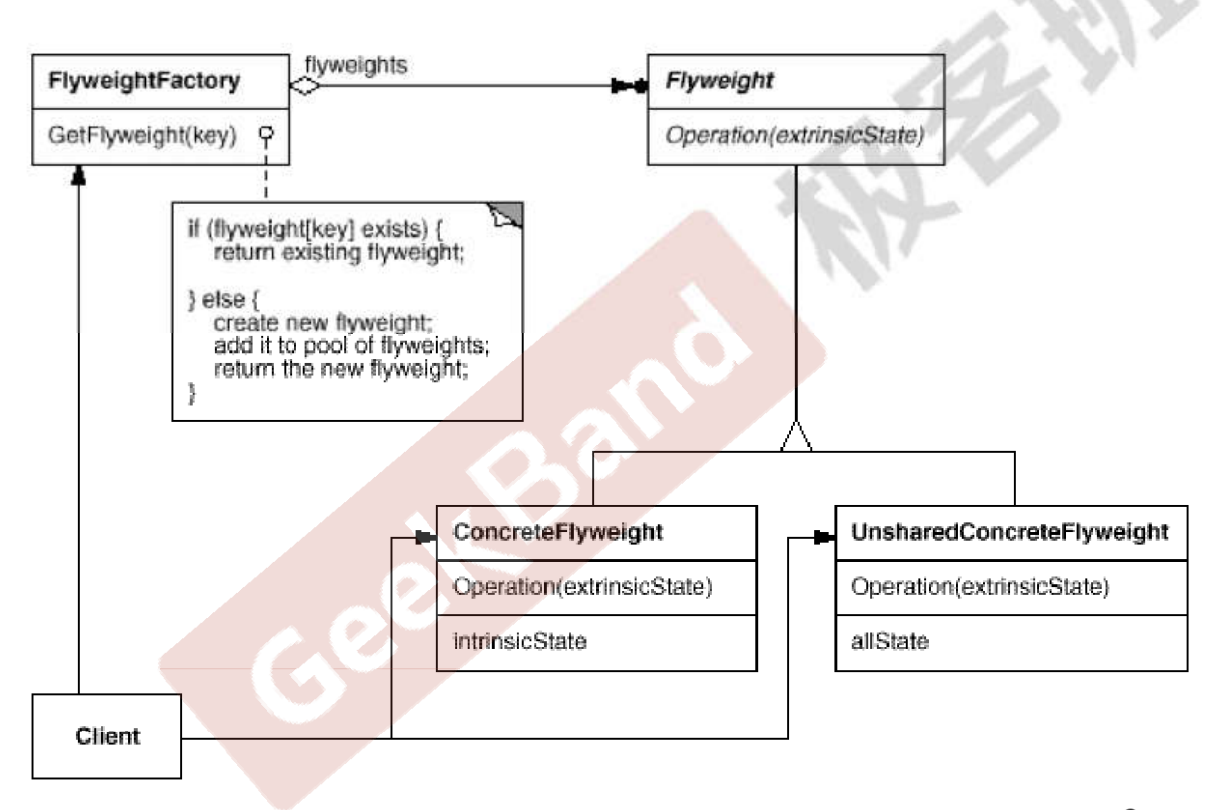 flyweights
FlyweightFactory
GetFlyweight(key)
Flyweight
Operation(extrinsicState)
if (flyweight[key] exists) {
return existing flyweight;
} else {
create new flyweight;
add it to pool of flyweights;
return the new flyweight;
}
ConcreteFlyweight
Operation(extrinsicState)
intrinsicState
UnsharedConcreteFlyweight
Operation(extrinsicState)
allState
Client
GeekBand
极客班